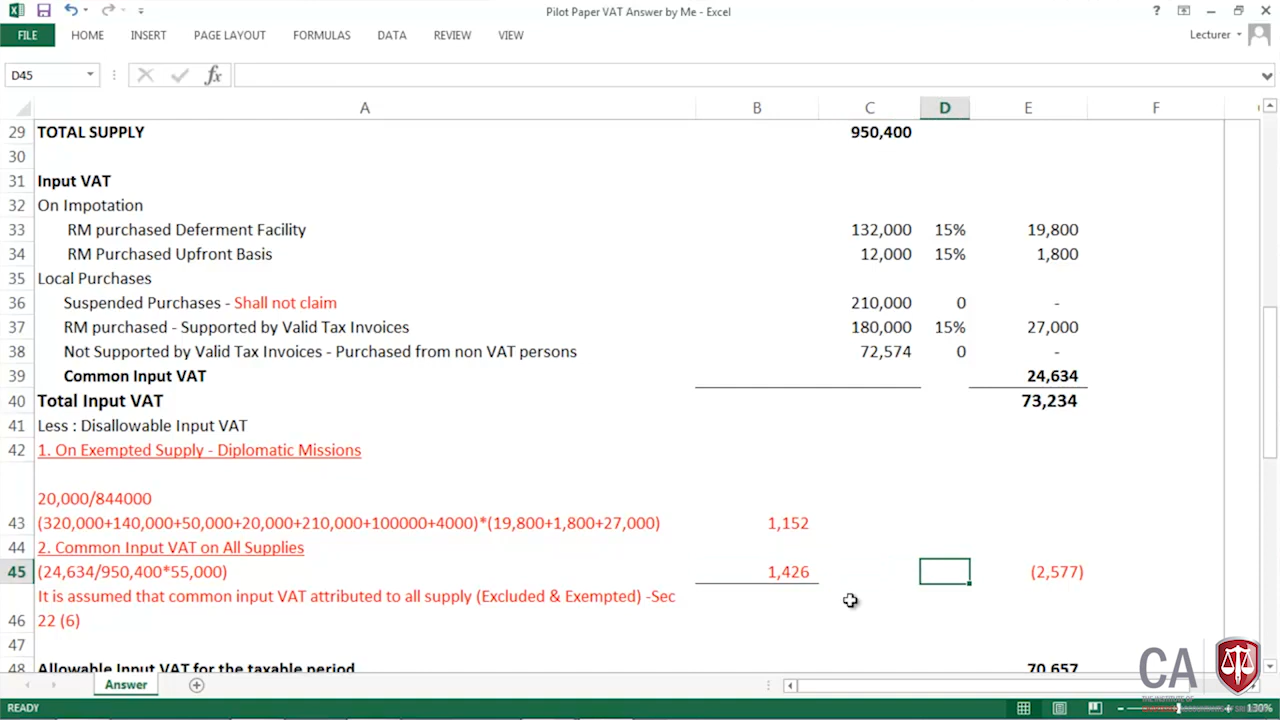 Pilot Paper VAT Answer by Me - Excel
FILE HOME INSERT PAGE LAYOUT FORMULAS DATA REVIEW VIEW Lecturer
D45 fx
A B C D E F
29 TOTAL SUPPLY 950,400
30
31 Input VAT
32 On Impotation
33 RM purchased Deferment Facility 132,000 15% 19,800
34 RM Purchased Upfront Basis 12,000 15% 1,800
35 Local Purchases
36 Suspended Purchases - Shall not claim 210,000 0 -
37 RM purchased - Supported by Valid Tax Invoices 180,000 15% 27,000
38 Not Supported by Valid Tax Invoices - Purchased from non VAT persons 72,574 0 -
39 Common Input VAT 24,634
40 Total Input VAT 73,234
41 Less : Disallowable Input VAT
42 1. On Exempted Supply - Diplomatic Missions
20,000/844000
43 (320,000+140,000+50,000+20,000+210,000+100000+4000)*(19,800+1,800+27,000) 1,152
44 2. Common Input VAT on All Supplies
45 (24,634/950,400*55,000) 1,426 (2,577)
It is assumed that common input VAT attributed to all supply (Excluded & Exempted) -Sec
46 22 (6)
47
48 Allowable Input VAT for the taxable period 70,657
CA
Answer
READY 130%